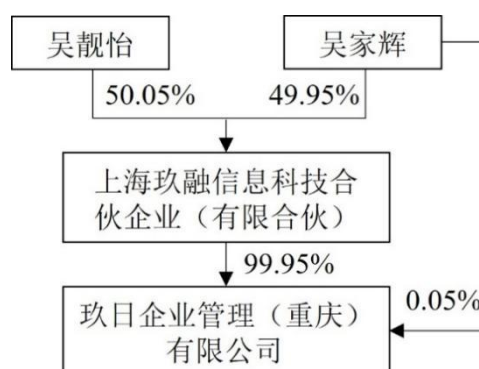 吴靓怡
吴家辉
50.05%
49.95%
上海玖融信息科技合
伙企业（有限合伙）
99.95%
0.05%
玖日企业管理（重庆）
有限公司